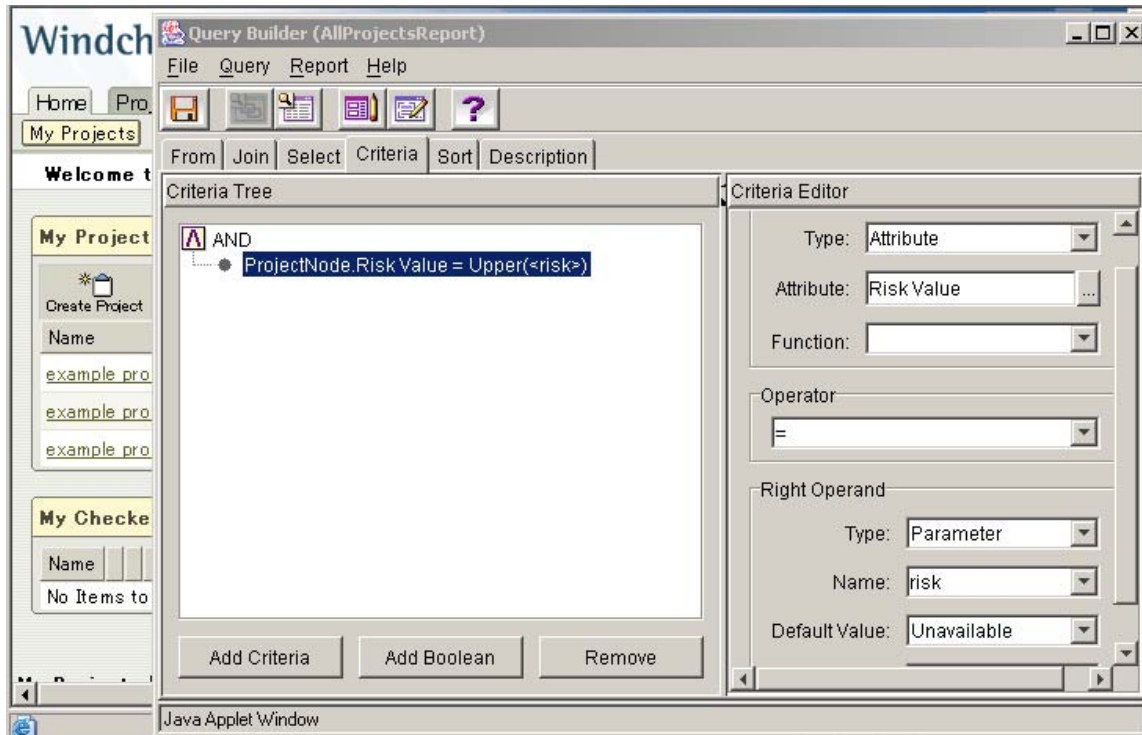 Windch
Home Pro
My Projects
Welcome t
My Project
Create Project
Name
example pro
example pro
example pro
My Checke
Name
No Items to
Query Builder (AllProjectsReport)
File Query Report Help
From Join Select Criteria Sort Description
Criteria Tree
AND
ProjectNode.Risk Value = Upper(<risk>)
Add Criteria Add Boolean Remove
Criteria Editor
Type: Attribute
Attribute: Risk Value ...
Function:
Operator
=
Right Operand
Type: Parameter
Name: risk
Default Value: Unavailable
Java Applet Window